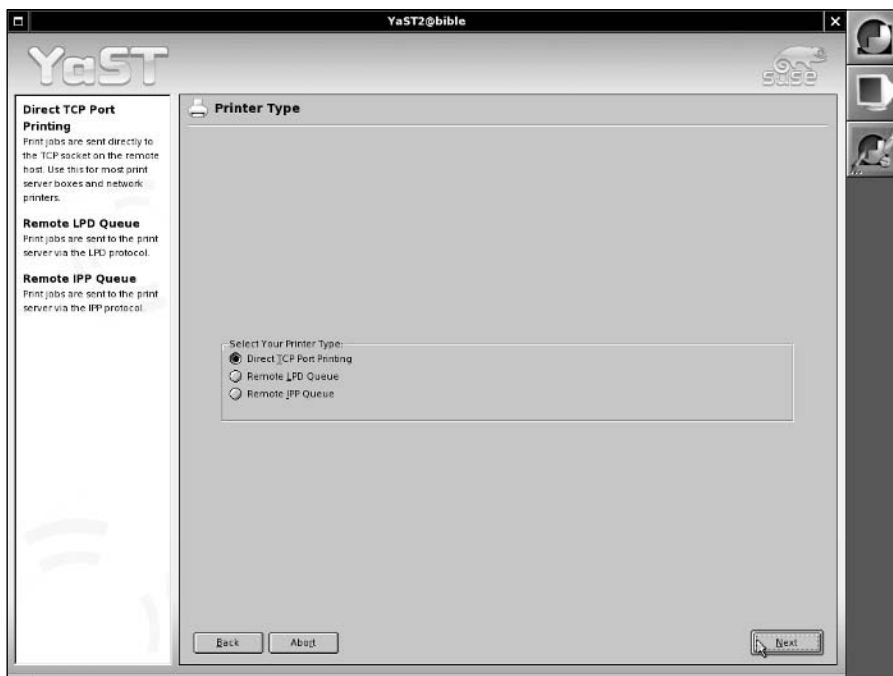 YaST2@bible
YaST
suse
Direct TCP Port
Printing
Print jobs are sent directly to
the TCP socket on the remote
host. Use this for most print
server boxes and network
printers.
Remote LPD Queue
Print jobs are sent to the print
server via the LPD protocol.
Remote IPP Queue
Print jobs are sent to the print
server via the IPP protocol.
Printer Type
Select Your Printer Type:
Direct TCP Port Printing
Remote LPD Queue
Remote IPP Queue
Back
Abort
Next